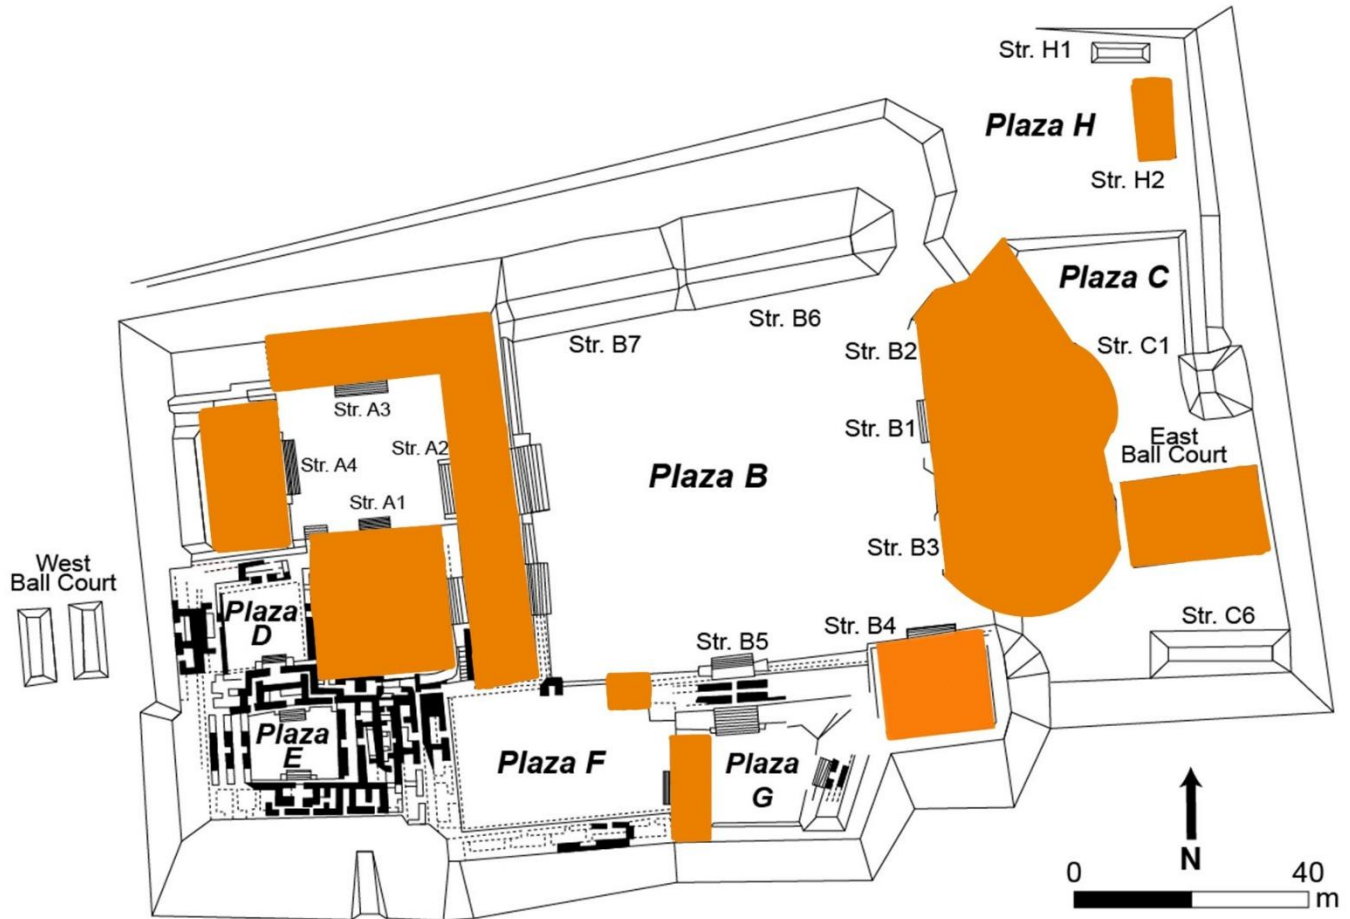 Str. H1
Plaza H
Str. H2
Plaza C
Str. B6
Str. B7
Str. B2
Str. C1
Str. A3
Str. B1
Str. A2
East
Ball Court
Str. A4
Plaza B
Str. A1
Str. B3
West
Ball Court
Plaza
D
Str. C6
Str. B4
Str. B5
Plaza
E
Plaza F
Plaza
G
N
0 40
m